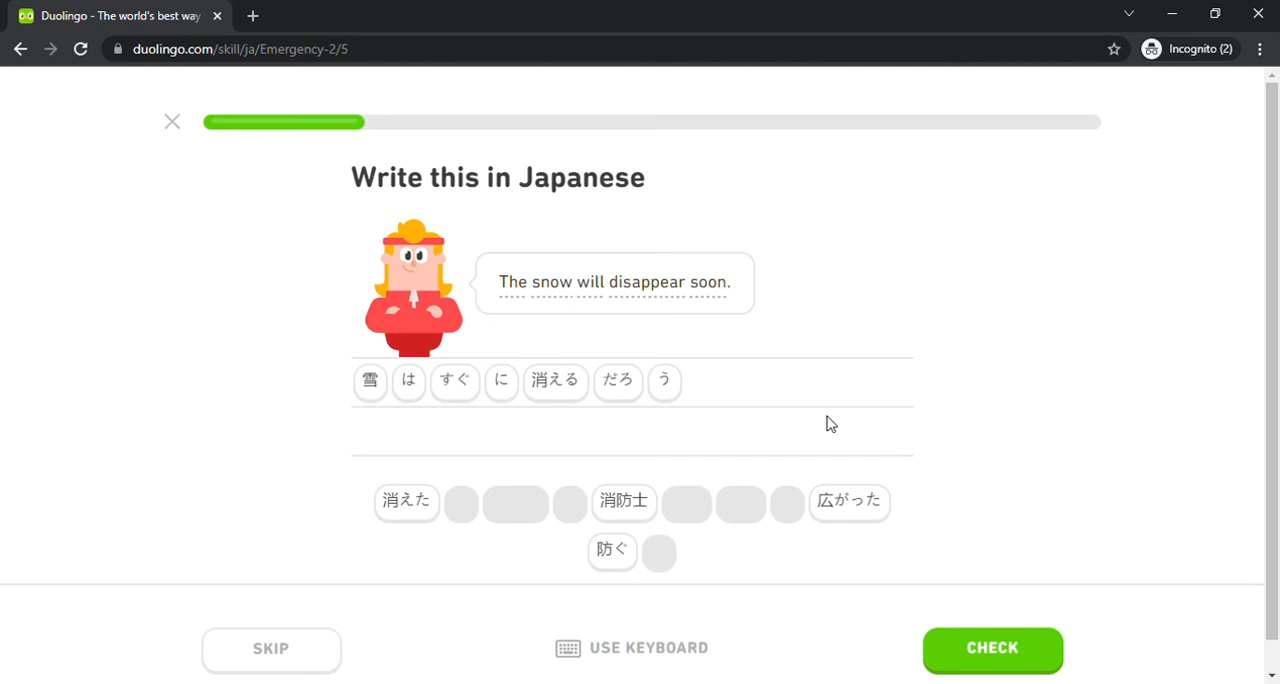 Duolingo - The world's best way
duolingo.com/skill/ja/Emergency-2/5
Incognito (2)
Write this in Japanese
The snow will disappear soon.
雪 は すぐ に 消える だろ う
消えた 消防士 広がった
防ぐ
SKIP USE KEYBOARD CHECK